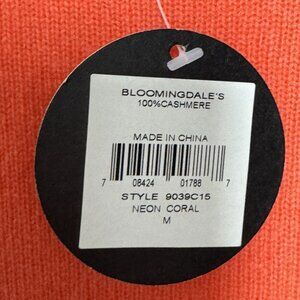 BLOOMINGDALE'S
100%CASHMERE
MADE IN CHINA
7 08424 01788 7
STYLE 9039C15
NEON CORAL
M